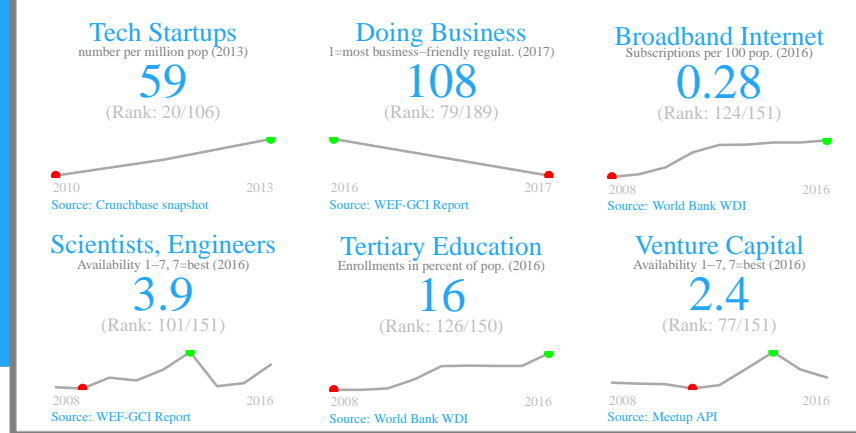 Tech Startups
number per million pop (2013)
59
(Rank: 20/106)
2010 2013
Source: Crunchbase snapshot
Doing Business
1=most business–friendly regulat. (2017)
108
(Rank: 79/189)
2016 2017
Source: WEF-GCI Report
Broadband Internet
Subscriptions per 100 pop. (2016)
0.28
(Rank: 124/151)
2008 2016
Source: World Bank WDI
Scientists, Engineers
Availability 1–7, 7=best (2016)
3.9
(Rank: 101/151)
2008 2016
Source: WEF-GCI Report
Tertiary Education
Enrollments in percent of pop. (2016)
16
(Rank: 126/150)
2008 2016
Source: World Bank WDI
Venture Capital
Availability 1–7, 7=best (2016)
2.4
(Rank: 77/151)
2008 2016
Source: Meetup API